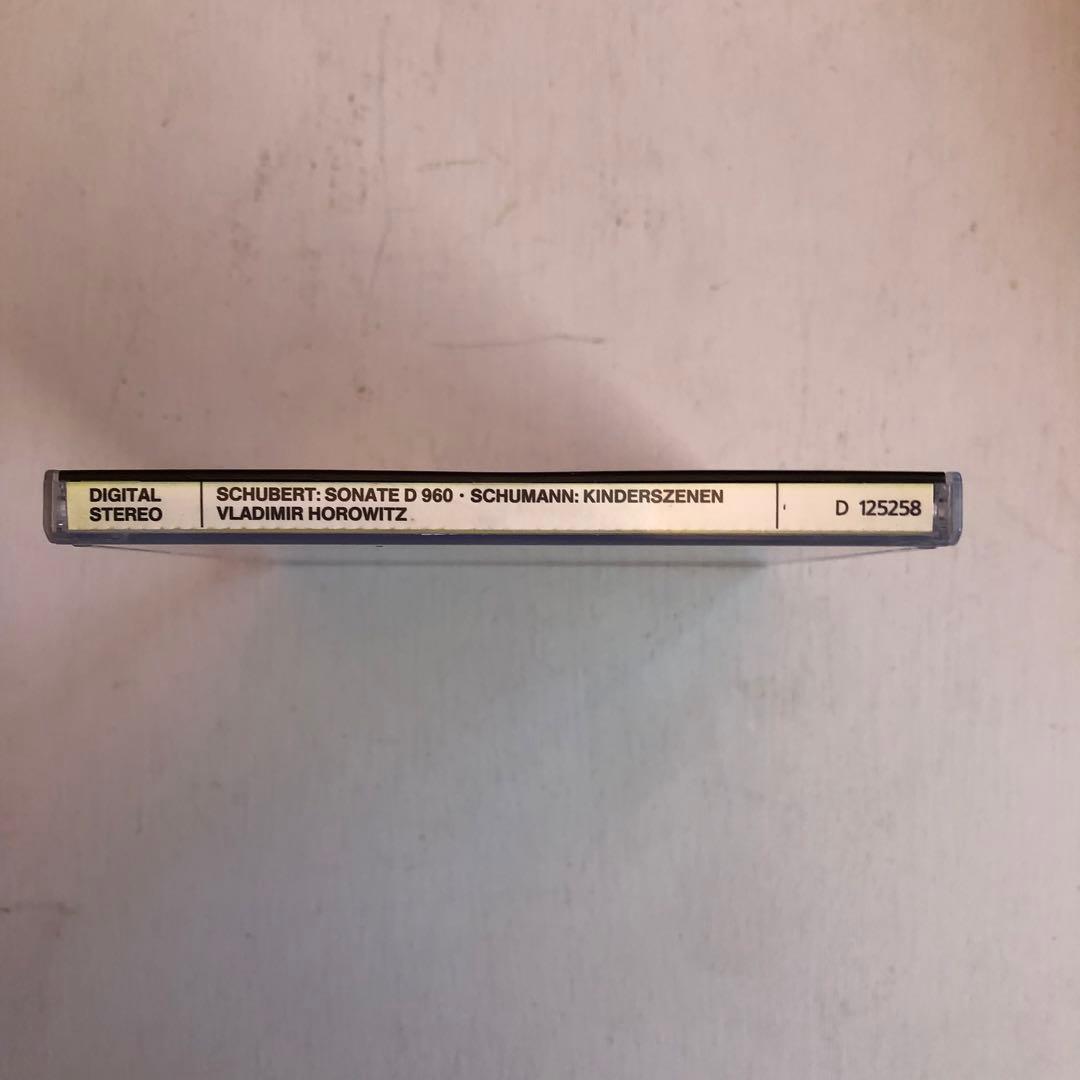 DIGITAL
STEREO
SCHUBERT: SONATE D 960 · SCHUMANN: KINDERSZENEN
VLADIMIR HOROWITZ
D 125258